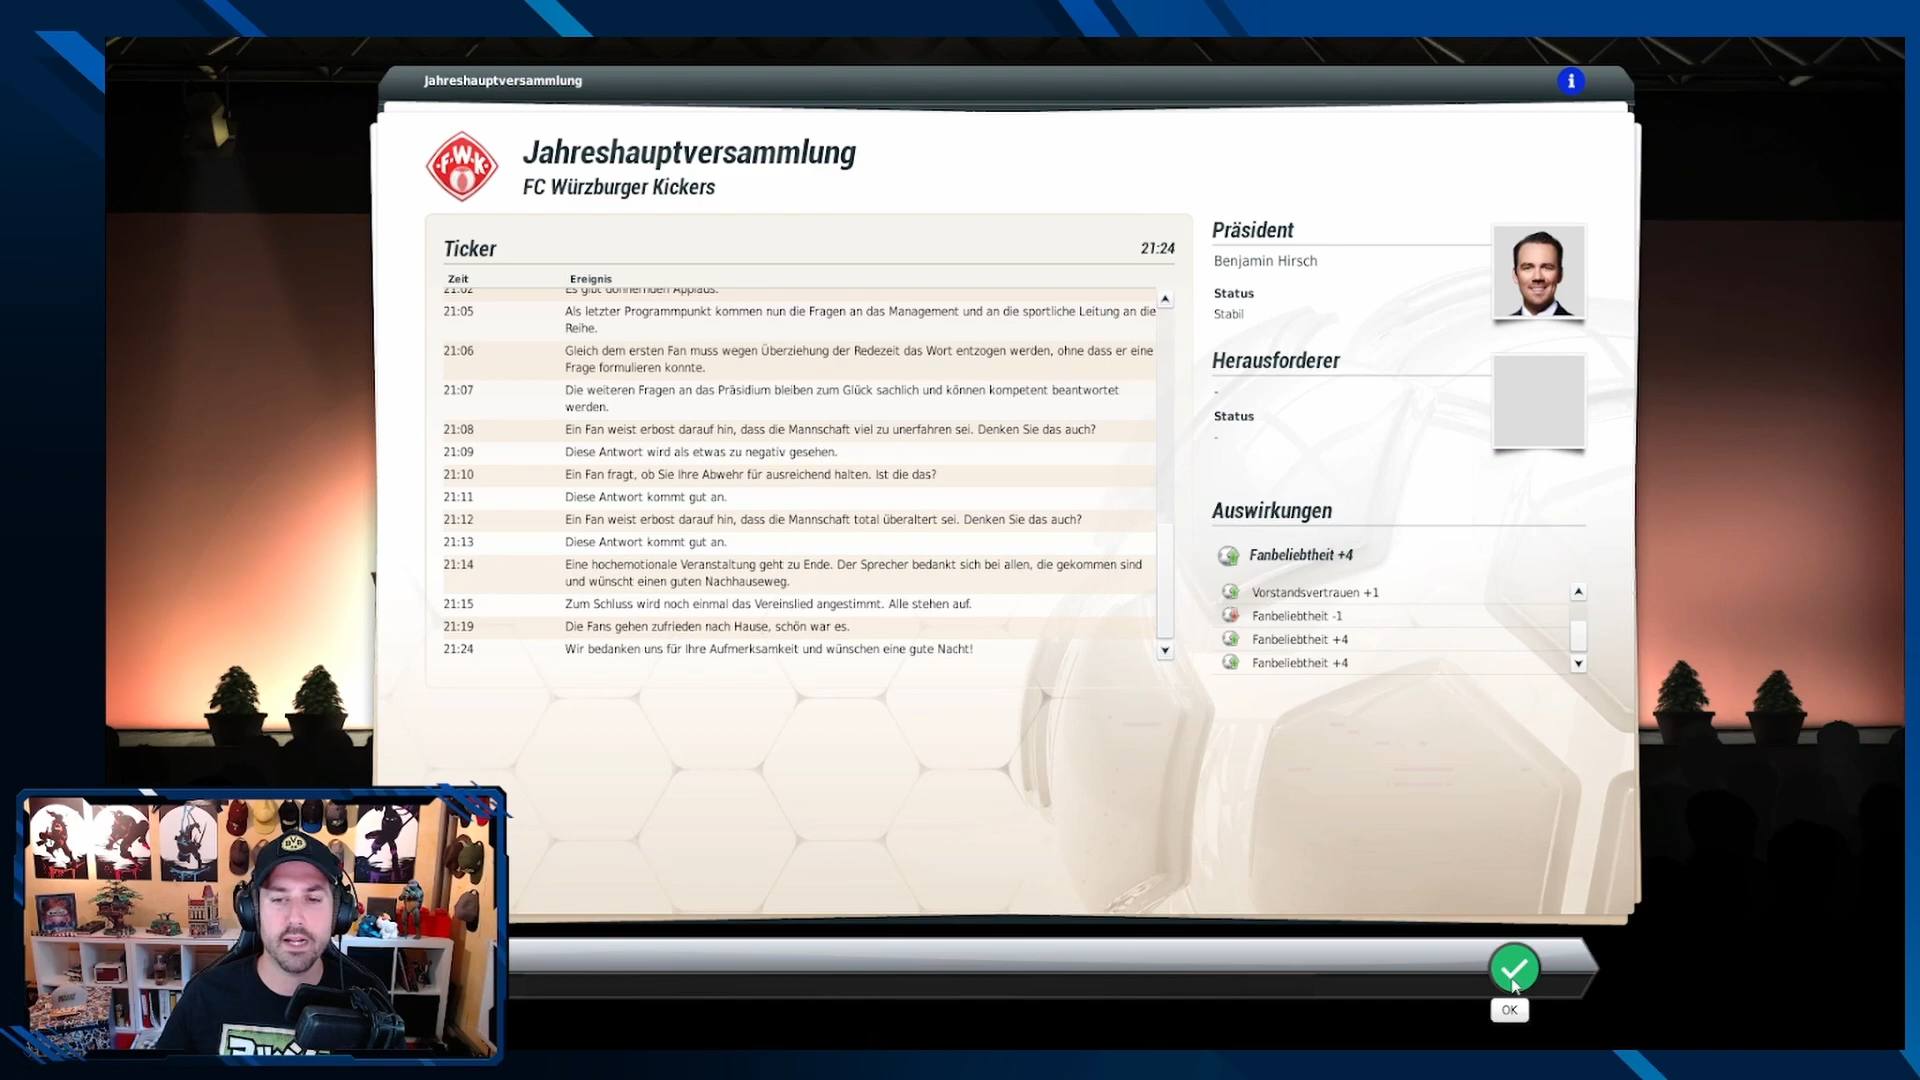 Jahreshauptversammlung
i
F.W.K
Jahreshauptversammlung
FC Würzburger Kickers
Ticker
21:24
Zeit Ereignis
21:02 Es gibt donnernden Applaus.
21:05 Als letzter Programmpunkt kommen nun die Fragen an das Management und an die sportliche Leitung an die
Reihe.
21:06 Gleich dem ersten Fan muss wegen Überziehung der Redezeit das Wort entzogen werden, ohne dass er eine
Frage formulieren konnte.
21:07 Die weiteren Fragen an das Präsidium bleiben zum Glück sachlich und können kompetent beantwortet
werden.
21:08 Ein Fan weist erbost darauf hin, dass die Mannschaft viel zu unerfahren sei. Denken Sie das auch?
21:09 Diese Antwort wird als etwas zu negativ gesehen.
21:10 Ein Fan fragt, ob Sie Ihre Abwehr für ausreichend halten. Ist die das?
21:11 Diese Antwort kommt gut an.
21:12 Ein Fan weist erbost darauf hin, dass die Mannschaft total überaltert sei. Denken Sie das auch?
21:13 Diese Antwort kommt gut an.
21:14 Eine hochemotionale Veranstaltung geht zu Ende. Der Sprecher bedankt sich bei allen, die gekommen sind
und wünscht einen guten Nachhauseweg.
21:15 Zum Schluss wird noch einmal das Vereinslied angestimmt. Alle stehen auf.
21:19 Die Fans gehen zufrieden nach Hause, schön war es.
21:24 Wir bedanken uns für Ihre Aufmerksamkeit und wünschen eine gute Nacht!
Präsident
Benjamin Hirsch
Status
Stabil
Herausforderer
-
Status
-
Auswirkungen
Fanbeliebtheit +4
Vorstandsvertrauen +1
Fanbeliebtheit -1
Fanbeliebtheit +4
Fanbeliebtheit +4
OK
BVB